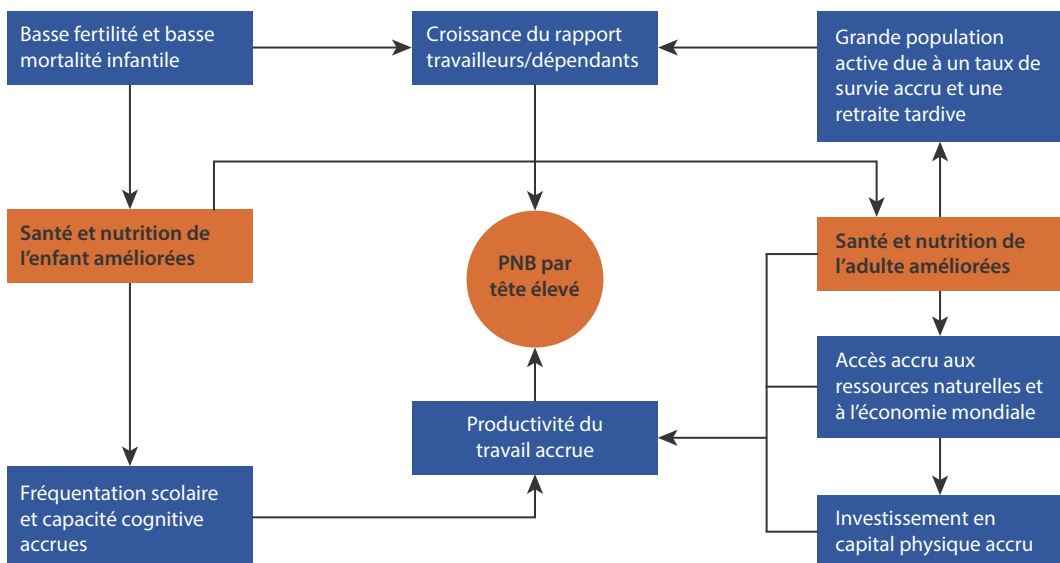 Basse fertilité et basse
mortalité infantile
Croissance du rapport
travailleurs/dépendants
Grande population
active due à un taux de
survie accru et une
retraite tardive
Santé et nutrition de
l’enfant améliorées
PNB par
tête élevé
Santé et nutrition de
l’adulte améliorées
Accès accru aux
ressources naturelles et
à l’économie mondiale
Productivité du
travail accrue
Fréquentation scolaire
et capacité cognitive
accrues
Investissement en
capital physique accru